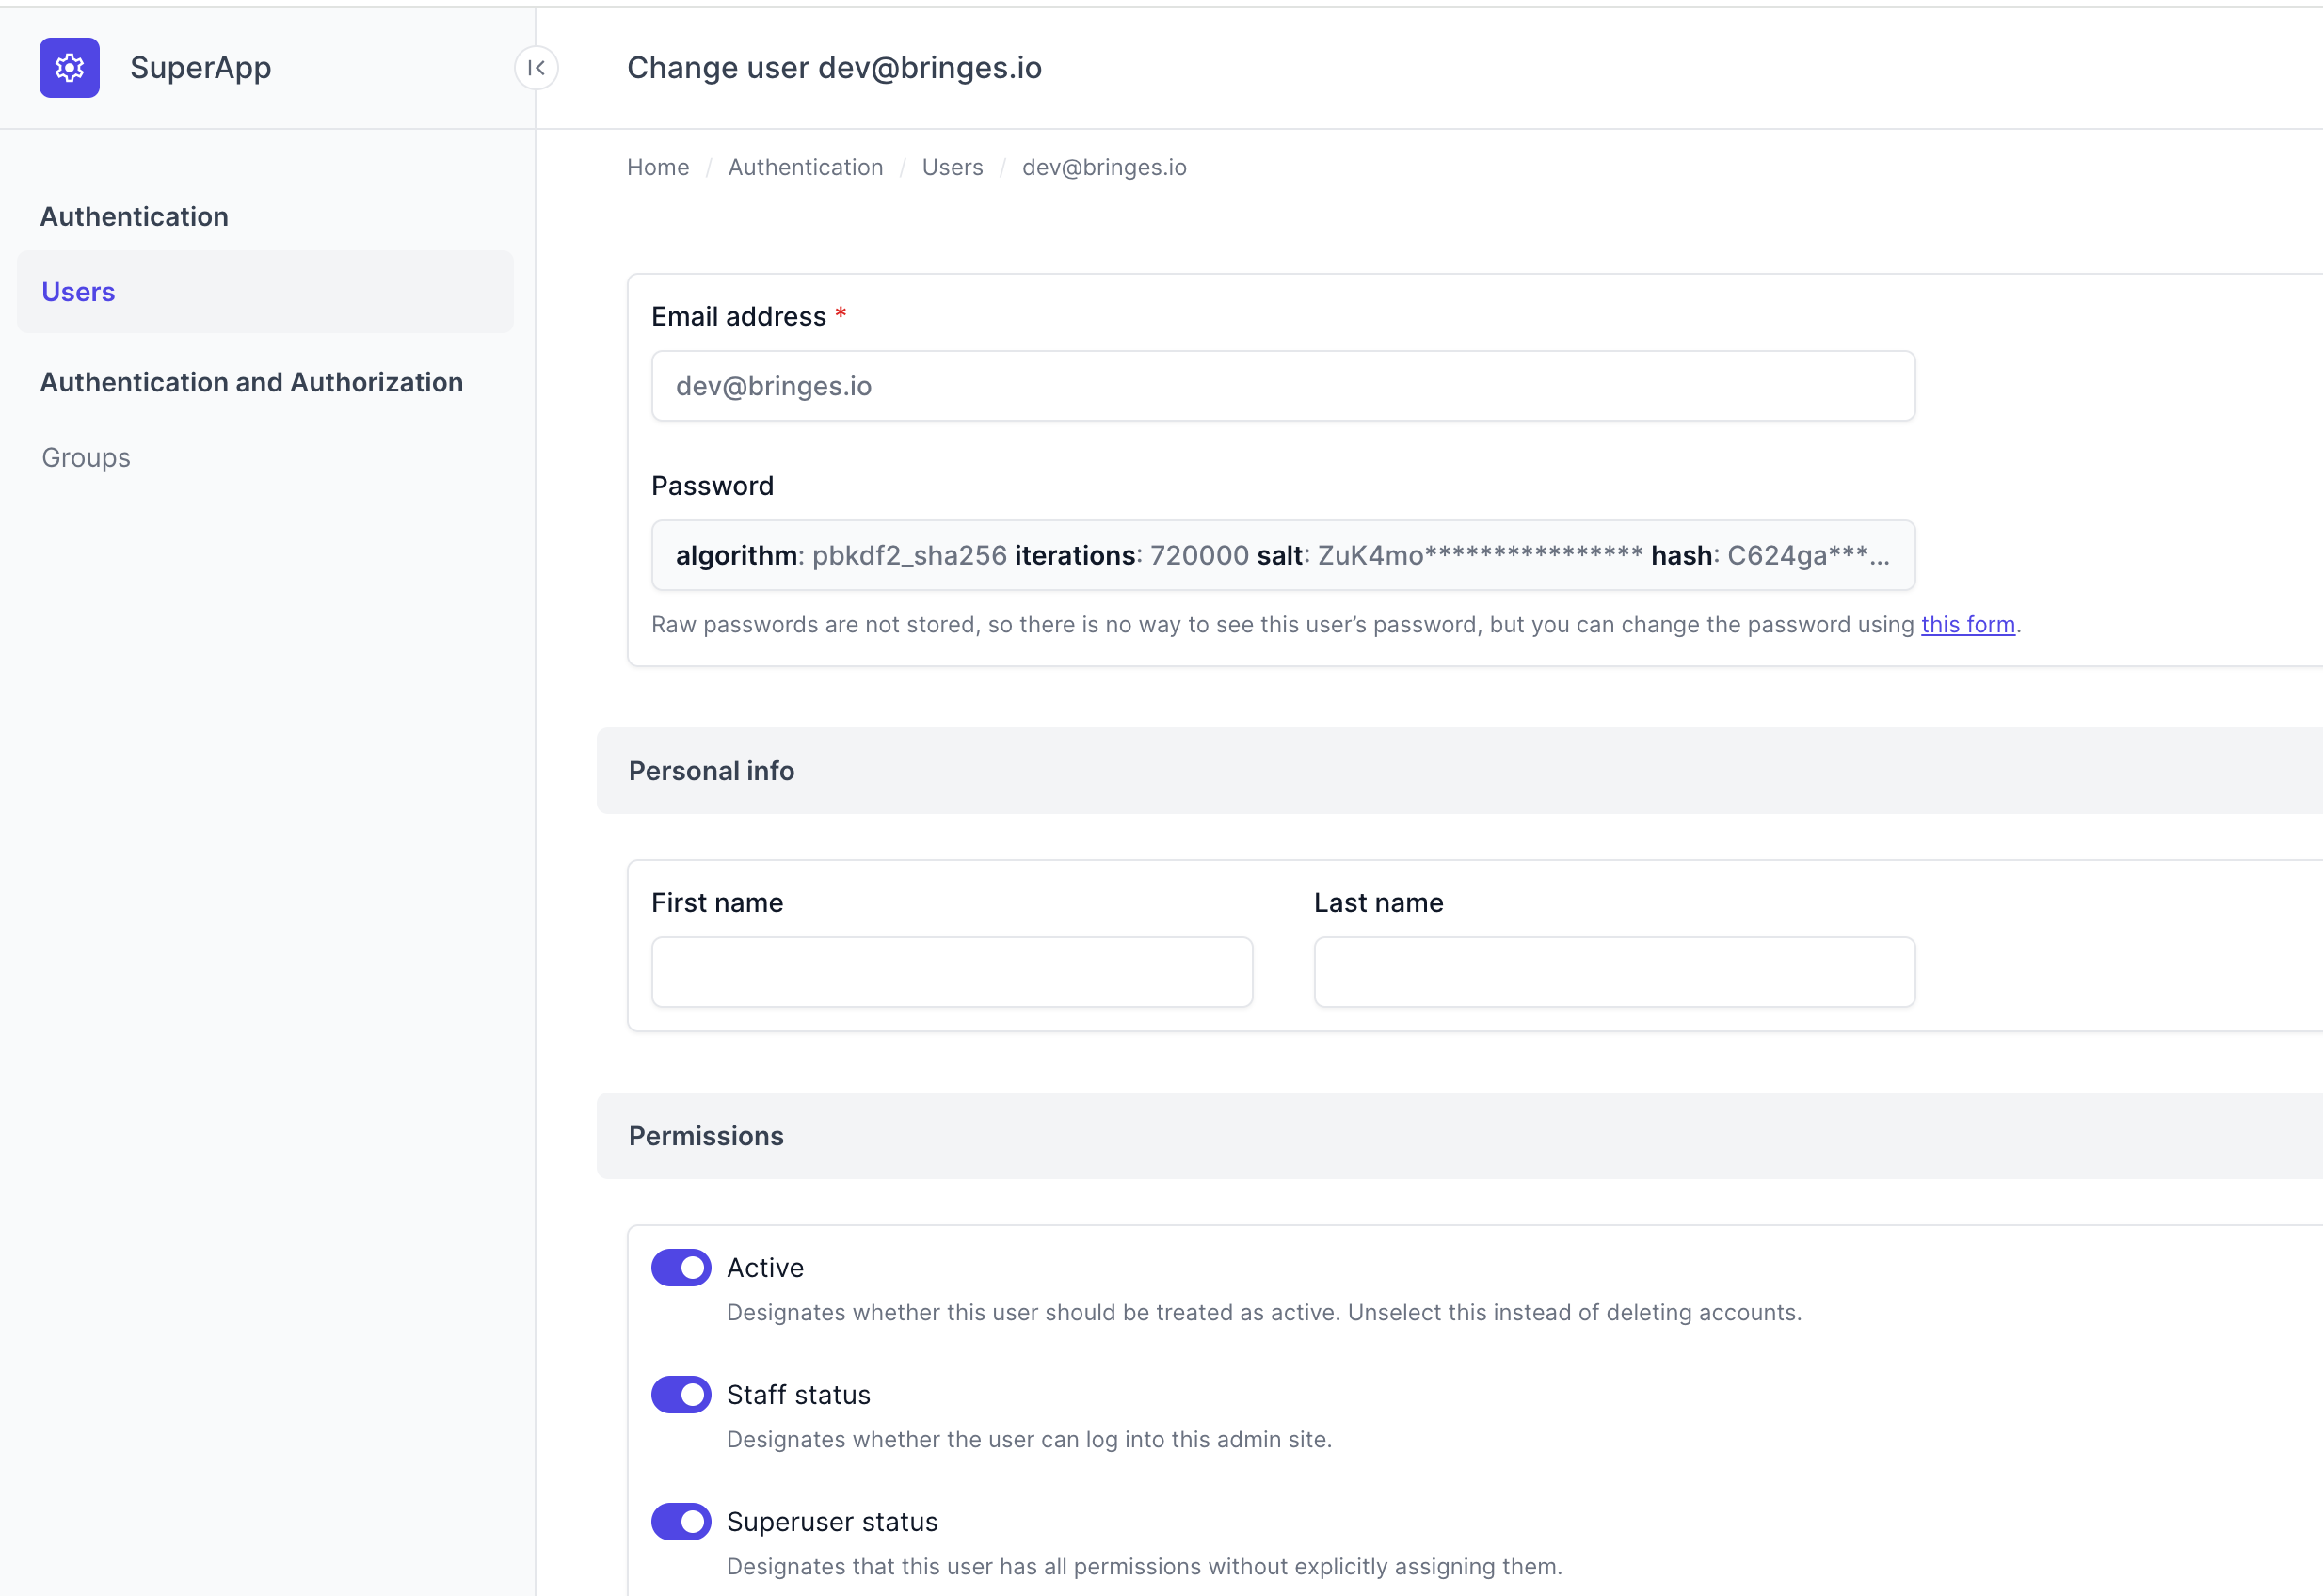 SuperApp
Change user dev@bringes.io
Home / Authentication / Users / dev@bringes.io
Authentication
Users
Authentication and Authorization
Groups
Email address *
dev@bringes.io
Password
algorithm: pbkdf2_sha256 iterations: 720000 salt: ZuK4mo**************** hash: C624ga***...
Raw passwords are not stored, so there is no way to see this user’s password, but you can change the password using this form.
Personal info
First name
Last name
Permissions
Active
Designates whether this user should be treated as active. Unselect this instead of deleting accounts.
Staff status
Designates whether the user can log into this admin site.
Superuser status
Designates that this user has all permissions without explicitly assigning them.